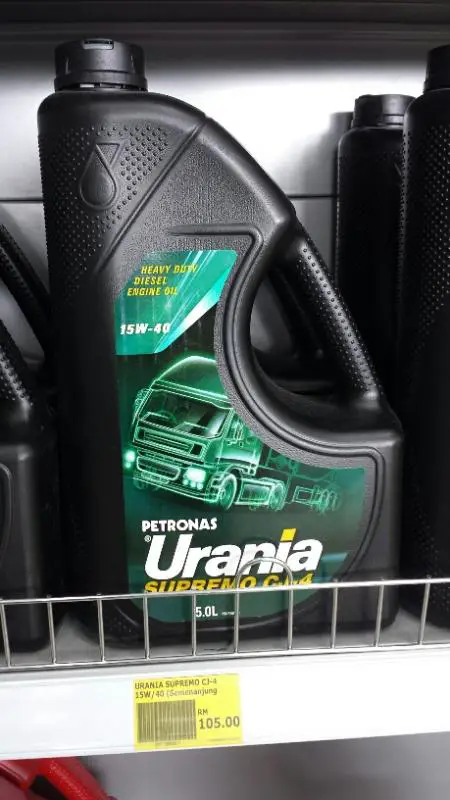 HEAVY DUTY
DIESEL
ENGINE OIL
15W-40
PETRONAS
®Urania
SUPREMO CJ-4
5.0L
URANIA SUPREMO CJ-4
15W/40 (Semenanjung
RM
105.00